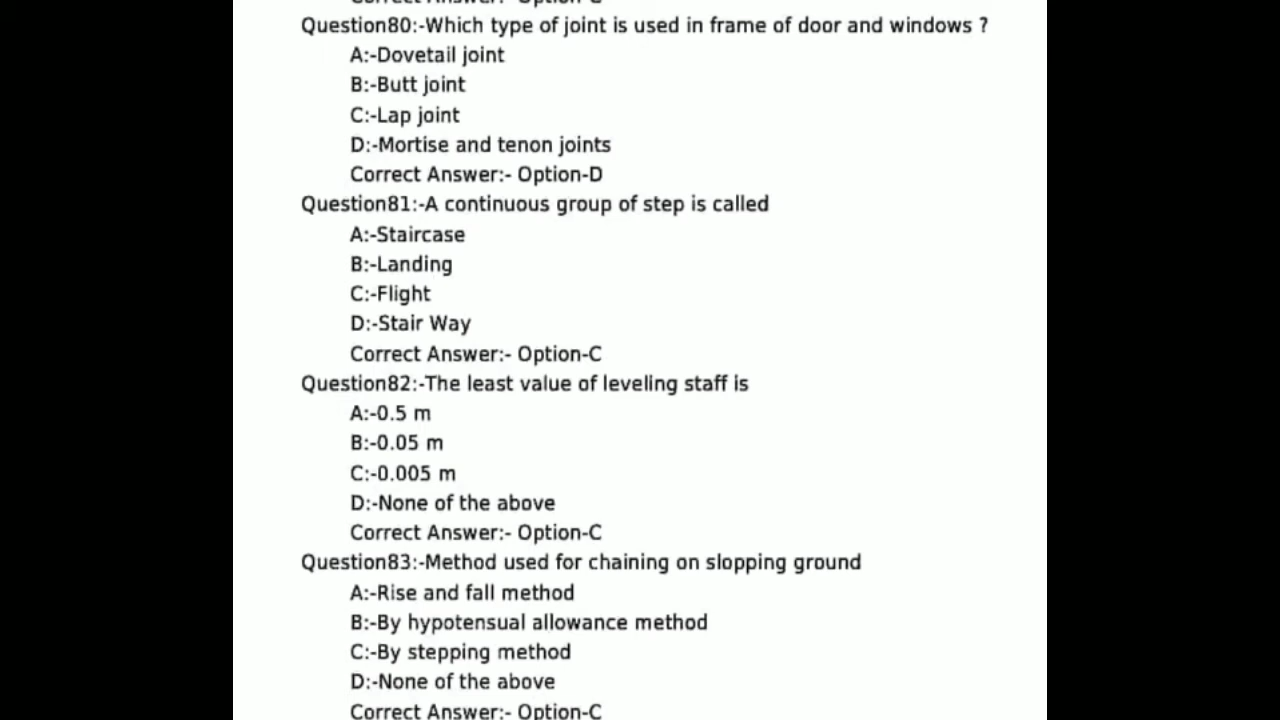 Correct Answer:- Option-C
Question80:-Which type of joint is used in frame of door and windows ?
A:-Dovetail joint
B:-Butt joint
C:-Lap joint
D:-Mortise and tenon joints
Correct Answer:- Option-D
Question81:-A continuous group of step is called
A:-Staircase
B:-Landing
C:-Flight
D:-Stair Way
Correct Answer:- Option-C
Question82:-The least value of leveling staff is
A:-0.5 m
B:-0.05 m
C:-0.005 m
D:-None of the above
Correct Answer:- Option-C
Question83:-Method used for chaining on slopping ground
A:-Rise and fall method
B:-By hypotensual allowance method
C:-By stepping method
D:-None of the above
Correct Answer:- Option-C